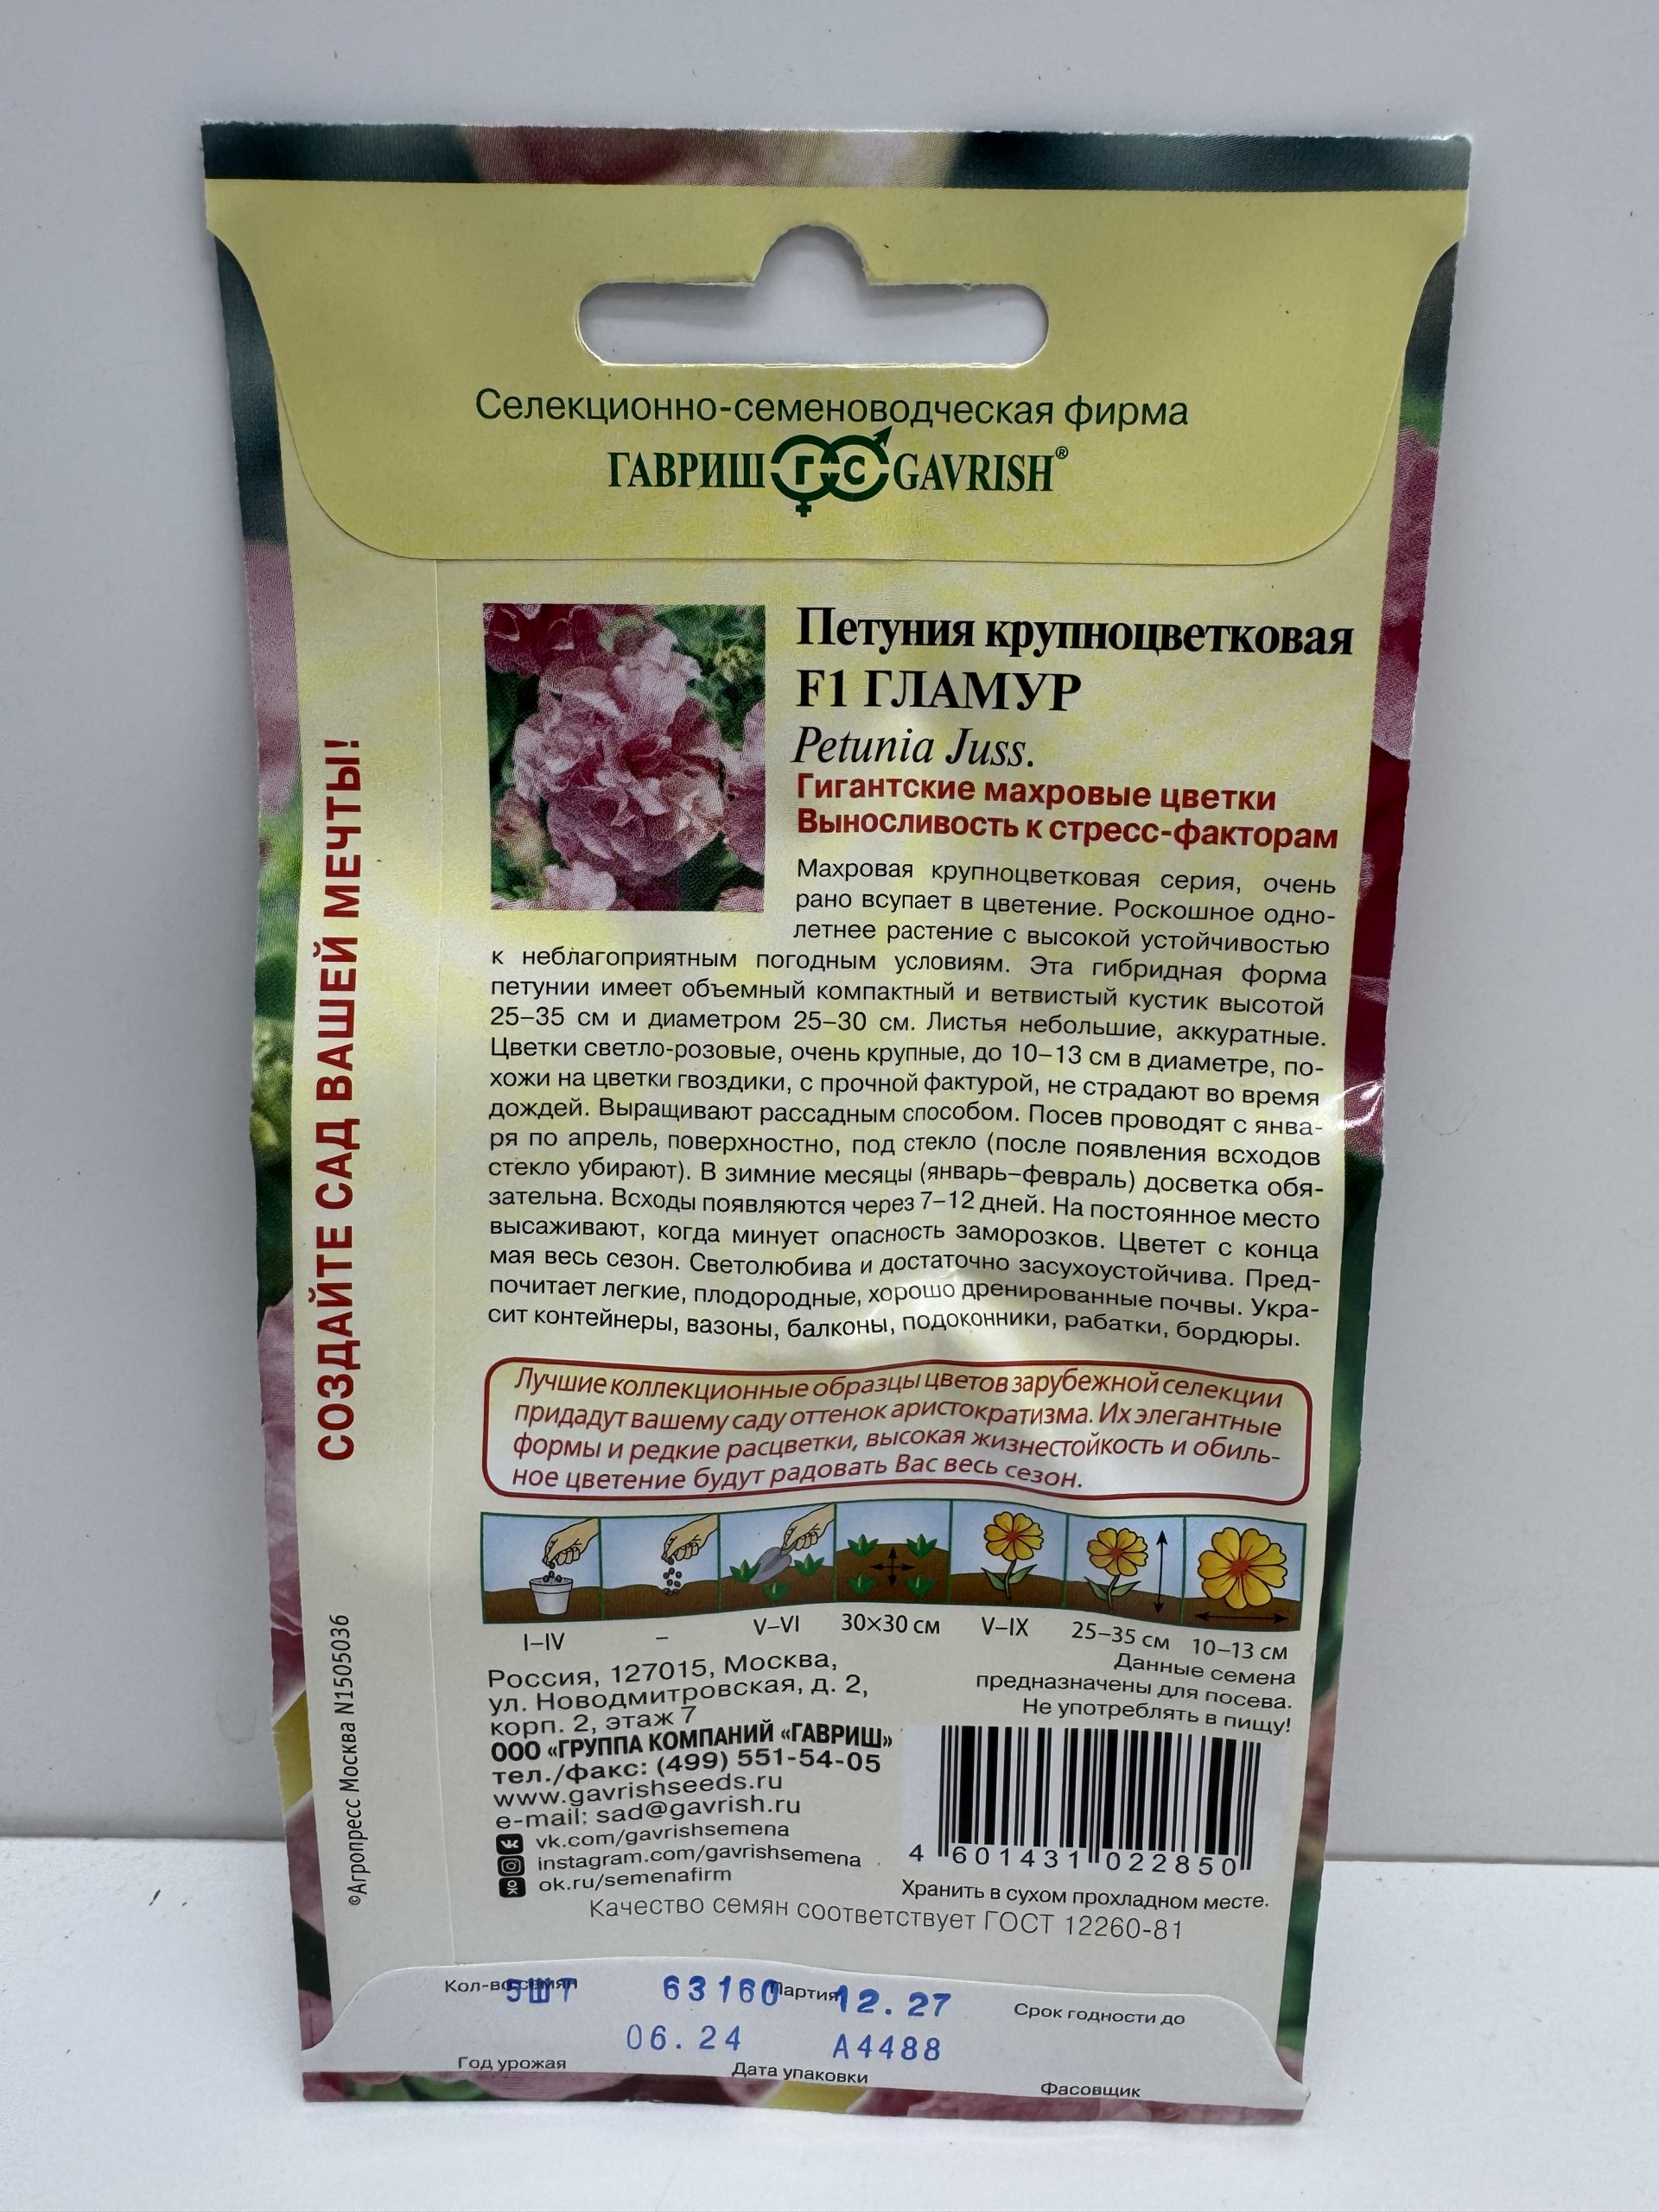 Селекционно-семеноводческая фирма
ГАВРИШ ГС GAVRISH®
Петуния крупноцветковая
F1 ГЛАМУР
Petunia Juss.
Гигантские махровые цветки
Выносливость к стресс-факторам
Махровая крупноцветковая серия, очень
рано всупает в цветение. Роскошное одно-
летнее растение с высокой устойчивостью
к неблагоприятным погодным условиям. Эта гибридная форма
петунии имеет объемный компактный и ветвистый кустик высотой
25–35 см и диаметром 25–30 см. Листья небольшие, аккуратные.
Цветки светло-розовые, очень крупные, до 10–13 см в диаметре, по-
хожи на цветки гвоздики, с прочной фактурой, не страдают во время
дождей. Выращивают рассадным способом. Посев проводят с янва-
ря по апрель, поверхностно, под стекло (после появления всходов
стекло убирают). В зимние месяцы (январь–февраль) досветка обя-
зательна. Всходы появляются через 7–12 дней. На постоянное место
высаживают, когда минует опасность заморозков. Цветет с конца
мая весь сезон. Светолюбива и достаточно засухоустойчива. Пред-
почитает легкие, плодородные, хорошо дренированные почвы. Укра-
сит контейнеры, вазоны, балконы, подоконники, рабатки, бордюры.
Лучшие коллекционные образцы цветов зарубежной селекции
придадут вашему саду оттенок аристократизма. Их элегантные
формы и редкие расцветки, высокая жизнестойкость и обиль-
ное цветение будут радовать Вас весь сезон.
I–IV – V–VI 30×30 см V–IX 25–35 см 10–13 см
Россия, 127015, Москва,
ул. Новодмитровская, д. 2,
корп. 2, этаж 7
ООО «ГРУППА КОМПАНИЙ «ГАВРИШ»
тел./факс: (499) 551-54-05
www.gavrishseeds.ru
e-mail: sad@gavrish.ru
vk.com/gavrishsemena
instagram.com/gavrishsemena
ok.ru/semenafirm
Данные семена
предназначены для посева.
Не употреблять в пищу!
4 601431 022850
Хранить в сухом прохладном месте.
Качество семян соответствует ГОСТ 12260-81
Кол-во семян 5ШТ 63160 Партия 12.27 Срок годности до
06.24 А4488
Год урожая Дата упаковки Фасовщик
СОЗДАЙТЕ САД ВАШЕЙ МЕЧТЫ!
©Агропресс Москва N1505036